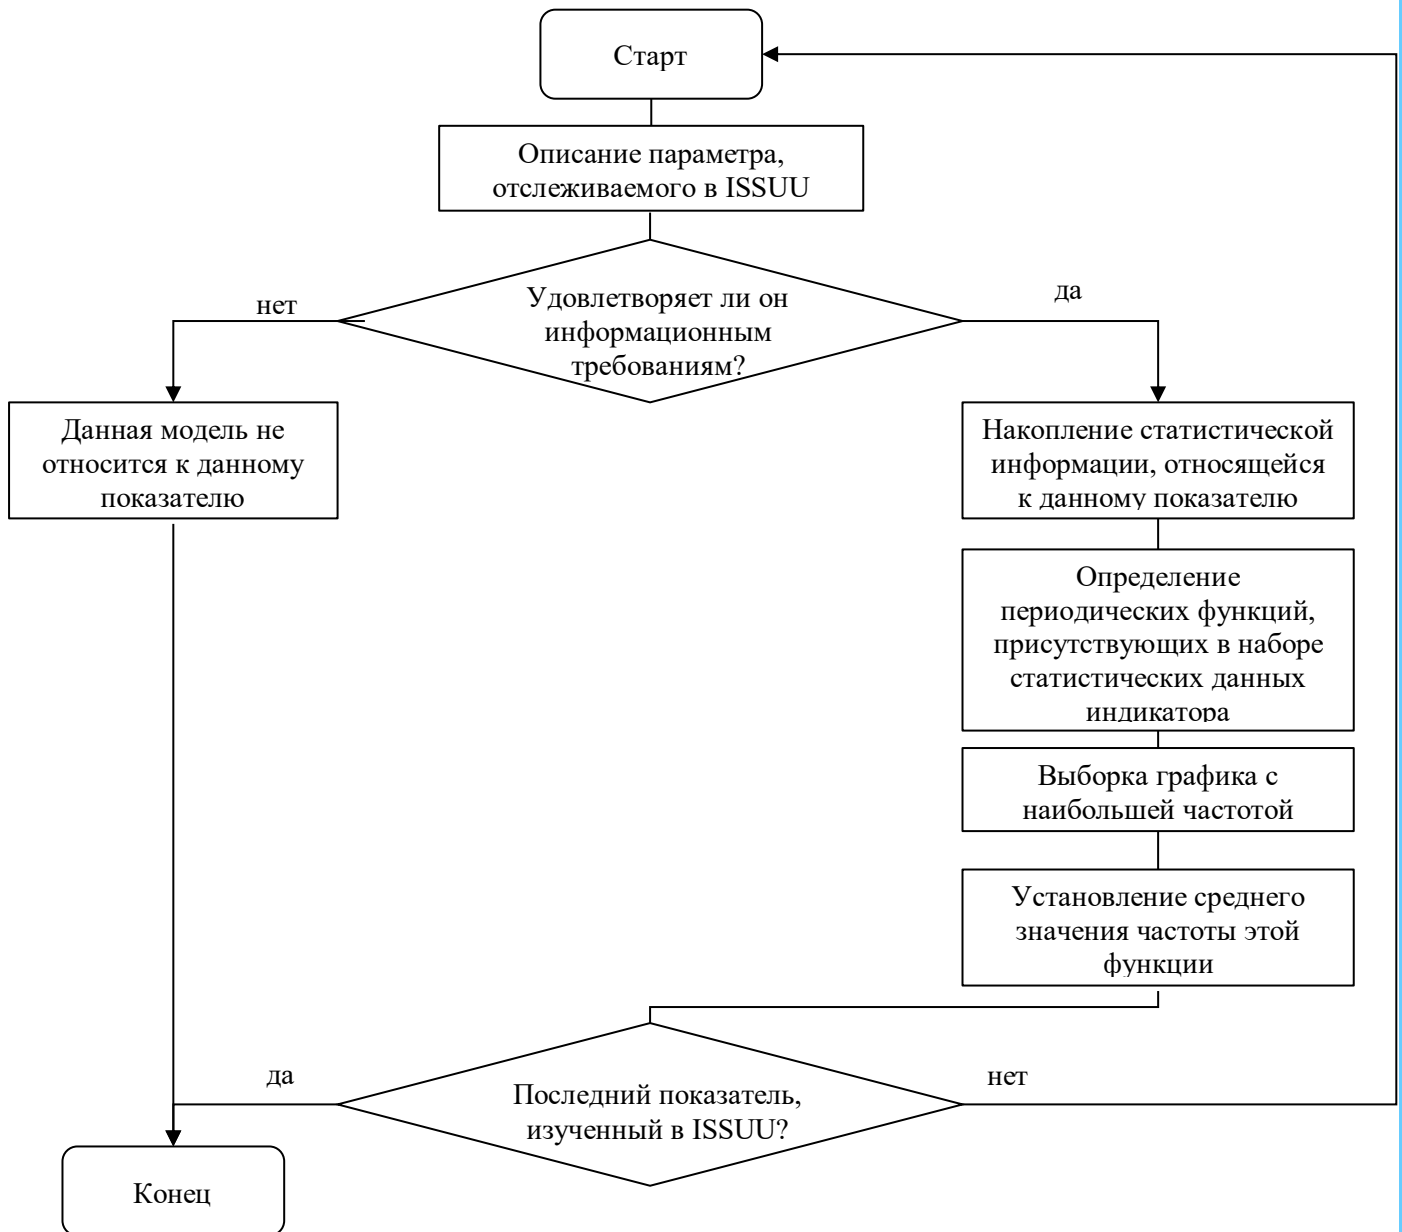 Старт
Описание параметра,
отслеживаемого в ISSUU
нет
Удовлетворяет ли он
информационным
требованиям?
да
Данная модель не
относится к данному
показателю
Накопление статистической
информации, относящейся
к данному показателю
Определение
периодических функций,
присутствующих в наборе
статистических данных
индикатора
Выборка графика с
наибольшей частотой
Установление среднего
значения частоты этой
функции
да
Последний показатель,
изученный в ISSUU?
нет
Конец